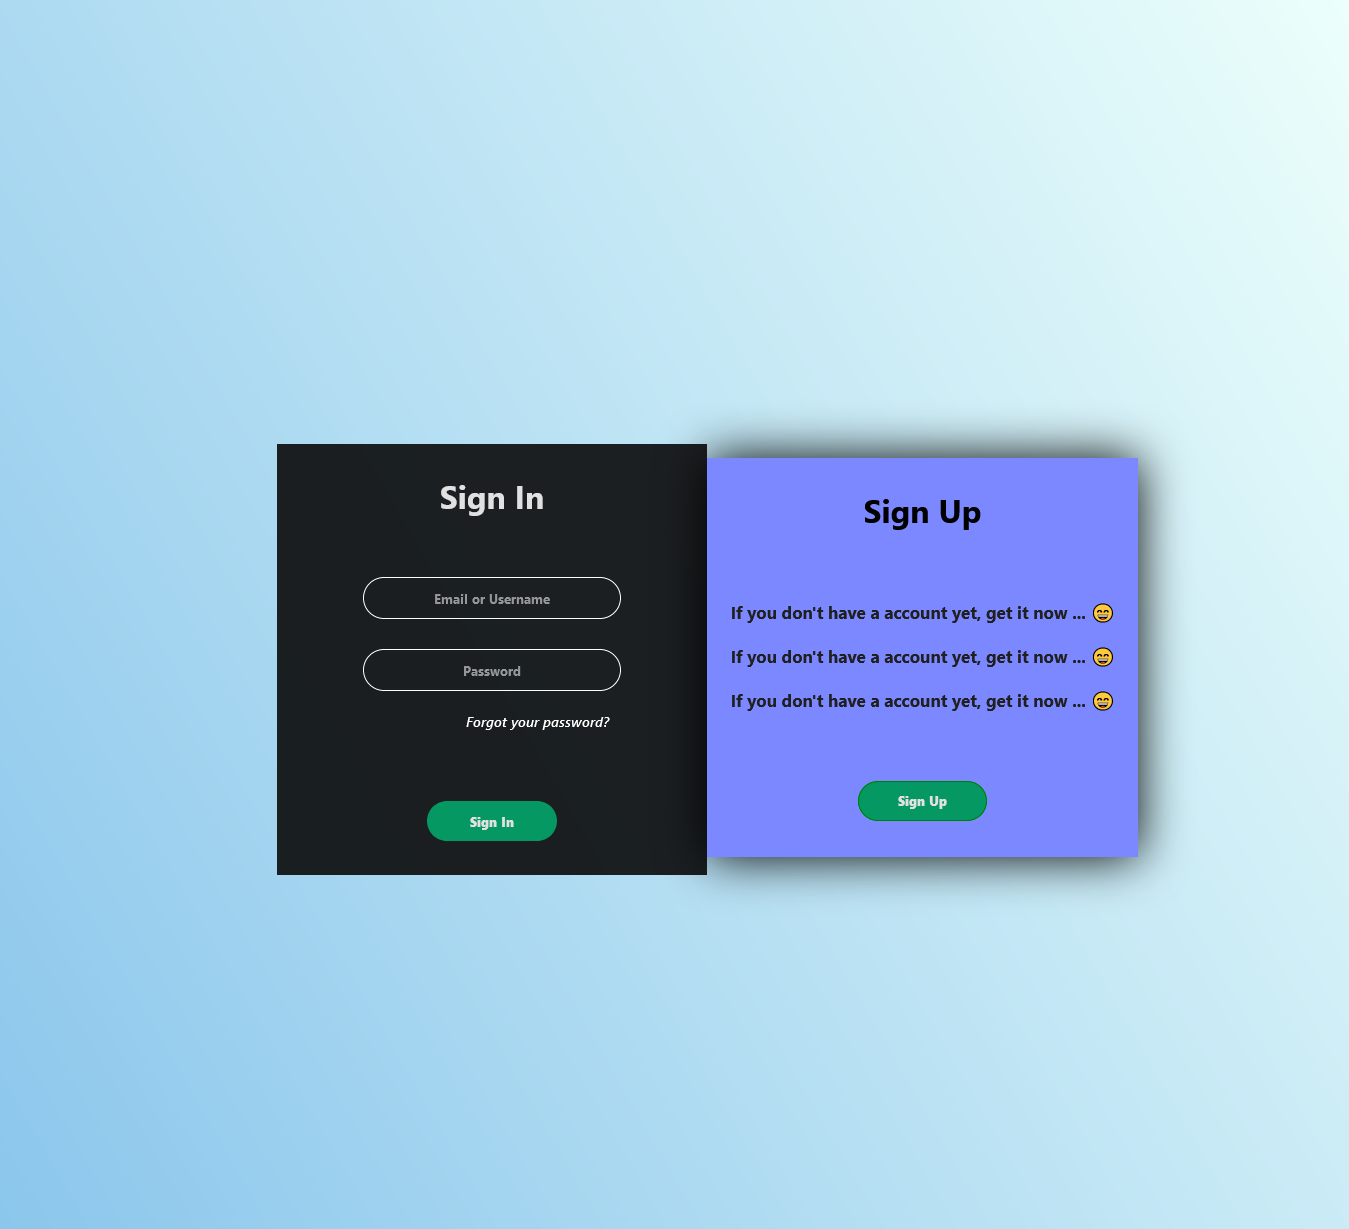 Sign In
Email or Username
Password
Forgot your password?
Sign In
Sign Up
If you don't have a account yet, get it now ... 😄
If you don't have a account yet, get it now ... 😄
If you don't have a account yet, get it now ... 😄
Sign Up